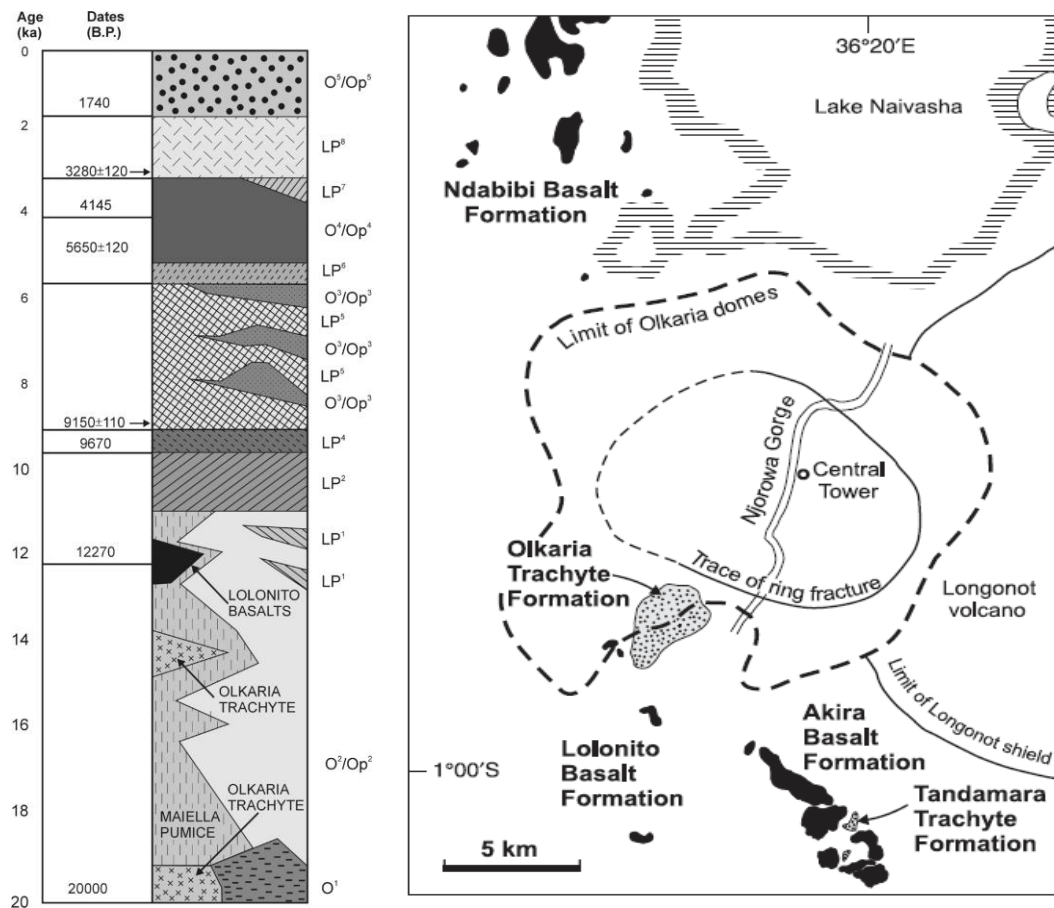 Age
(ka)
Dates
(B.P.)
0
2
4
6
8
10
12
14
16
18
20
1740
3280±120
4145
5650±120
9150±110
9670
12270
20000
O⁵/Op⁵
LP⁸
LP⁷
O⁴/Op⁴
LP⁶
O³/Op³
LP⁵
O³/Op³
LP⁵
O³/Op³
LP⁴
LP²
LP¹
LP¹
O²/Op²
O¹
LOLONITO
BASALTS
OLKARIA
TRACHYTE
OLKARIA
TRACHYTE
MAIELLA
PUMICE
36°20′E
Lake Naivasha
Ndabibi Basalt
Formation
Limit of Olkaria domes
Njorowa Gorge
Central
Tower
Olkaria
Trachyte
Formation
Trace of ring fracture
Longonot
volcano
Limit of Longonot shield
Lolonito
Basalt
Formation
Akira
Basalt
Formation
Tandamara
Trachyte
Formation
1°00′S
5 km